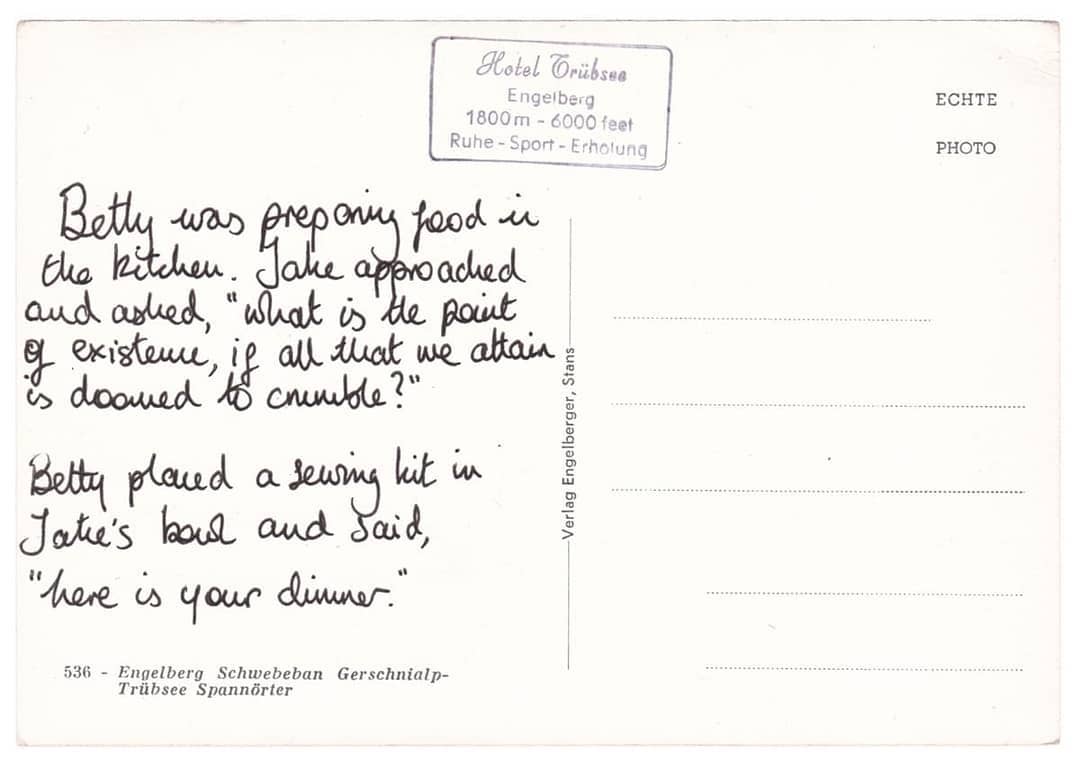 Hotel Trübsee
Engelberg
1800m - 6000 feet
Ruhe - Sport - Erholung
ECHTE
PHOTO
Betty was preparing food in
the kitchen. Jake approached
and asked, "what is the point
of existence, if all that we attain
is doomed to crumble?"
Betty placed a sewing kit in
Jake's bowl and said,
"here is your dinner."
Verlag Engelberger, Stans
536 - Engelberg Schwebeban Gerschnialp-
Trübsee Spannörter